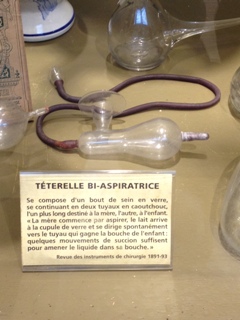 TÉTERELLE BI-ASPIRATRICE
Se compose d'un bout de sein en verre,
se continuant en deux tuyaux en caoutchouc,
l'un plus long destiné à la mère, l'autre, à l'enfant.
« La mère commence par aspirer, le lait arrive
à la cupule de verre et se dirige spontanément
vers le tuyau qui gagne la bouche de l'enfant :
quelques mouvements de succion suffisent
pour amener le liquide dans sa bouche. »
Revue des instruments de chirurgie 1891-93